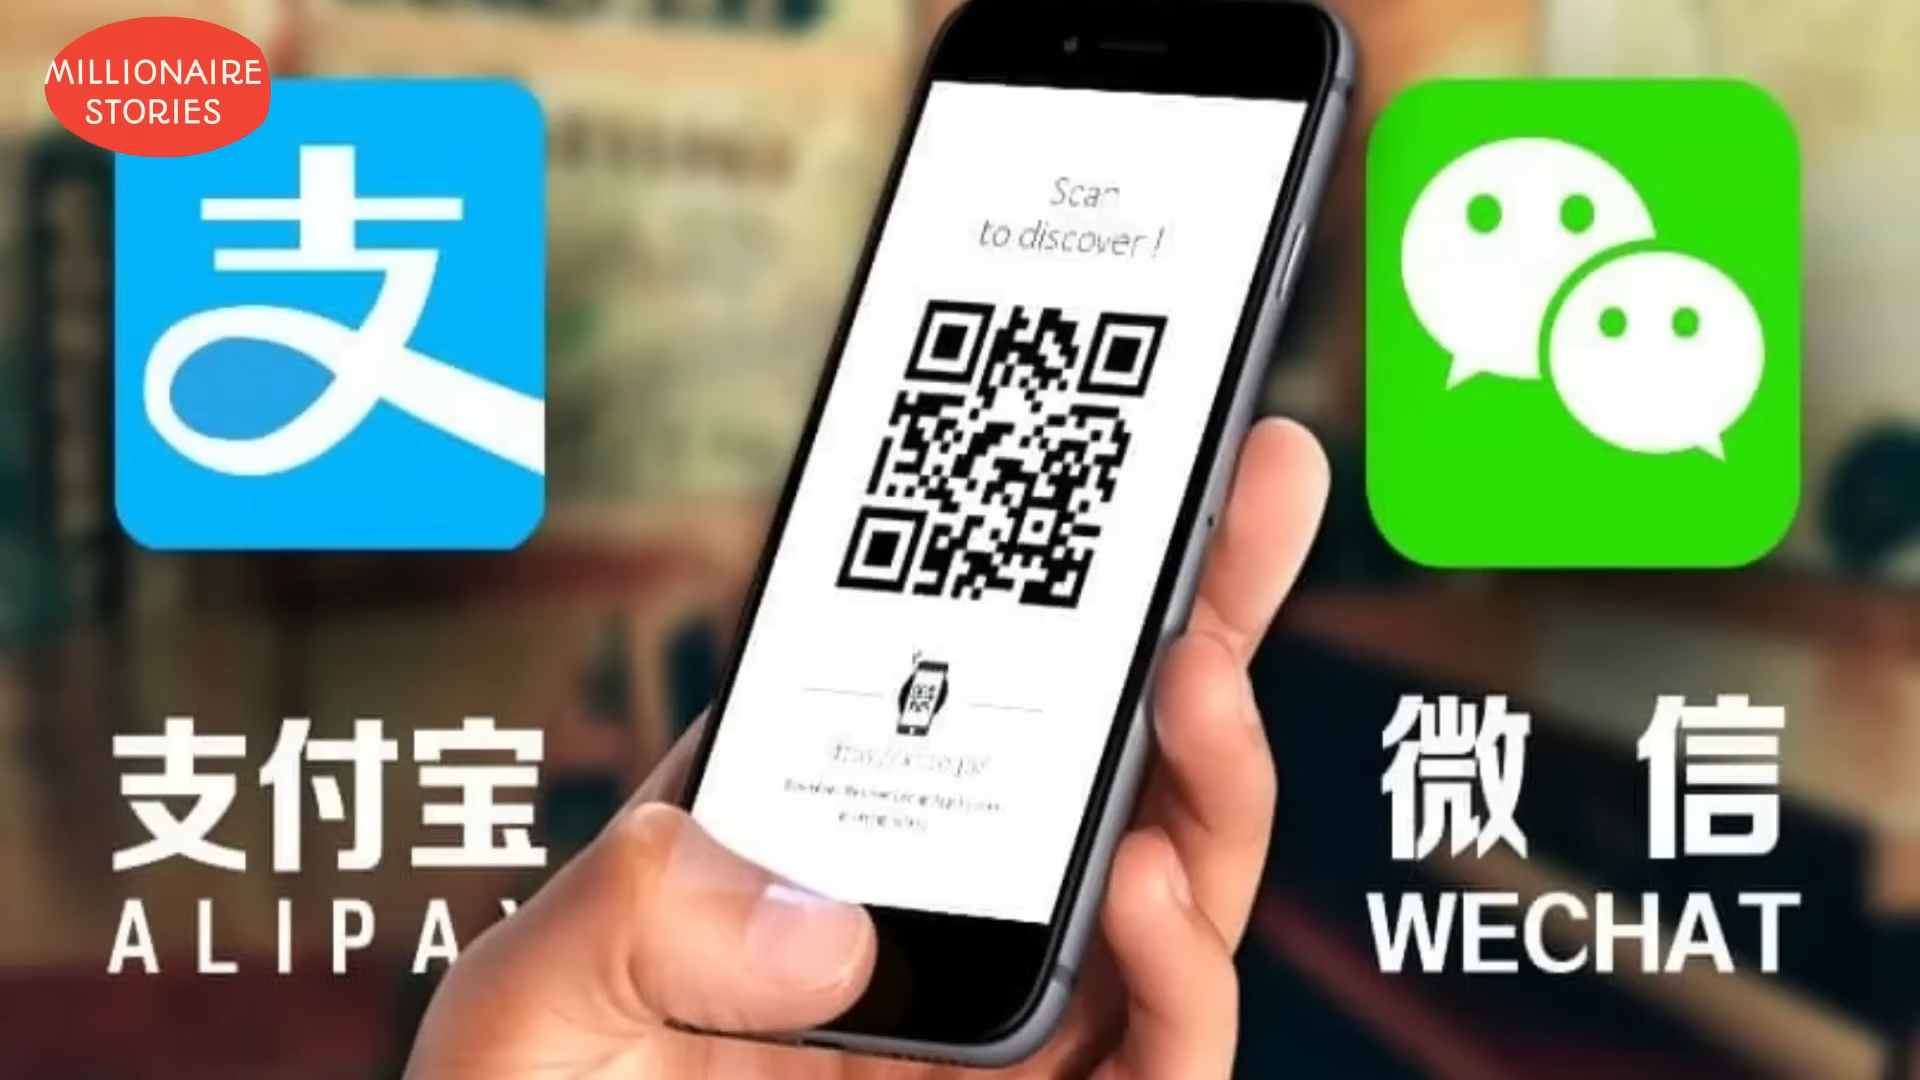 MILLIONAIRE
STORIES
支
Scan
to discover !
支付宝
ALIPAY
微信
WECHAT